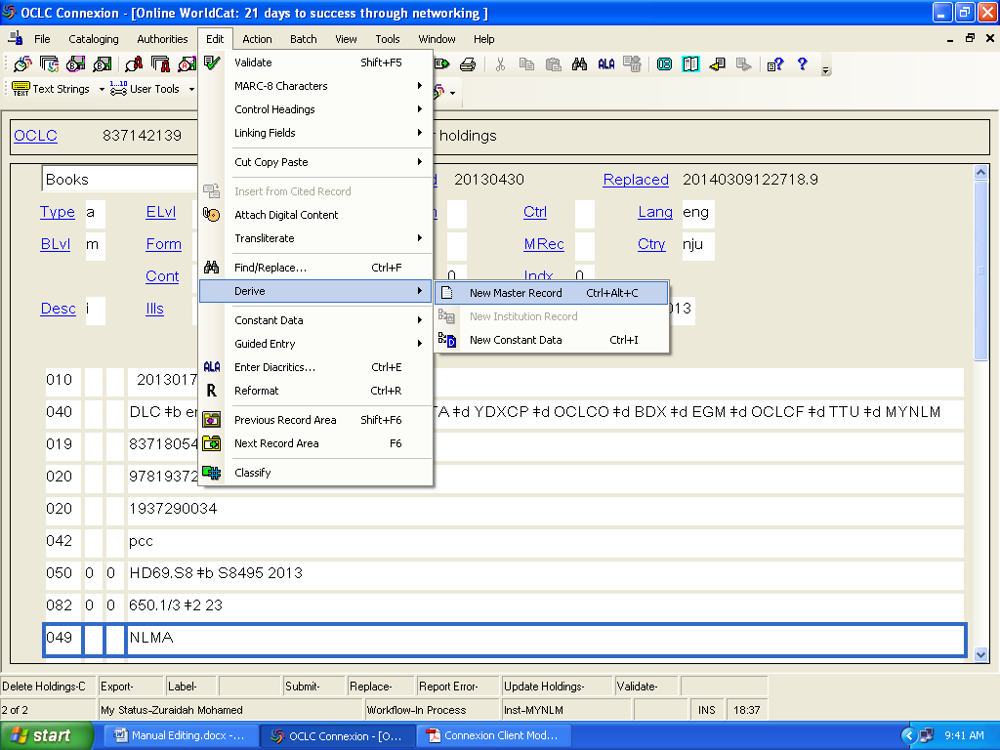 OCLC Connexion - [Online WorldCat: 21 days to success through networking ]
File Cataloging Authorities Edit Action Batch View Tools Window Help
Text Strings User Tools
Validate Shift+F5
MARC-8 Characters
Control Headings
Linking Fields
Cut Copy Paste
Insert from Cited Record
Attach Digital Content
Transliterate
Find/Replace... Ctrl+F
Derive
Constant Data
Guided Entry
Enter Diacritics... Ctrl+E
Reformat Ctrl+R
Previous Record Area Shift+F6
Next Record Area F6
Classify
New Master Record Ctrl+Alt+C
New Institution Record
New Constant Data Ctrl+I
OCLC 837142139 holdings
Books 20130430 Replaced 20140309122718.9
Type a ELvl Ctrl Lang eng
BLvl m Form MRec Ctry nju
Cont 0 Indx 0
Desc i Ills 013
010 2013017
040 DLC ‡b en TA ‡d YDXCP ‡d OCLCO ‡d BDX ‡d EGM ‡d OCLCF ‡d TTU ‡d MYNLM
019 83718054
020 97819372
020 1937290034
042 pcc
050 0 0 HD69.S8 ‡b S8495 2013
082 0 0 650.1/3 ‡2 23
049 NLMA
Delete Holdings-C Export- Label- Submit- Replace- Report Error- Update Holdings- Validate-
2 of 2 My Status-Zuraidah Mohamed Workflow-In Process Inst-MYNLM INS 18:37
start Manual Editing.docx -... OCLC Connexion - [O... Connexion Client Mod... 9:41 AM